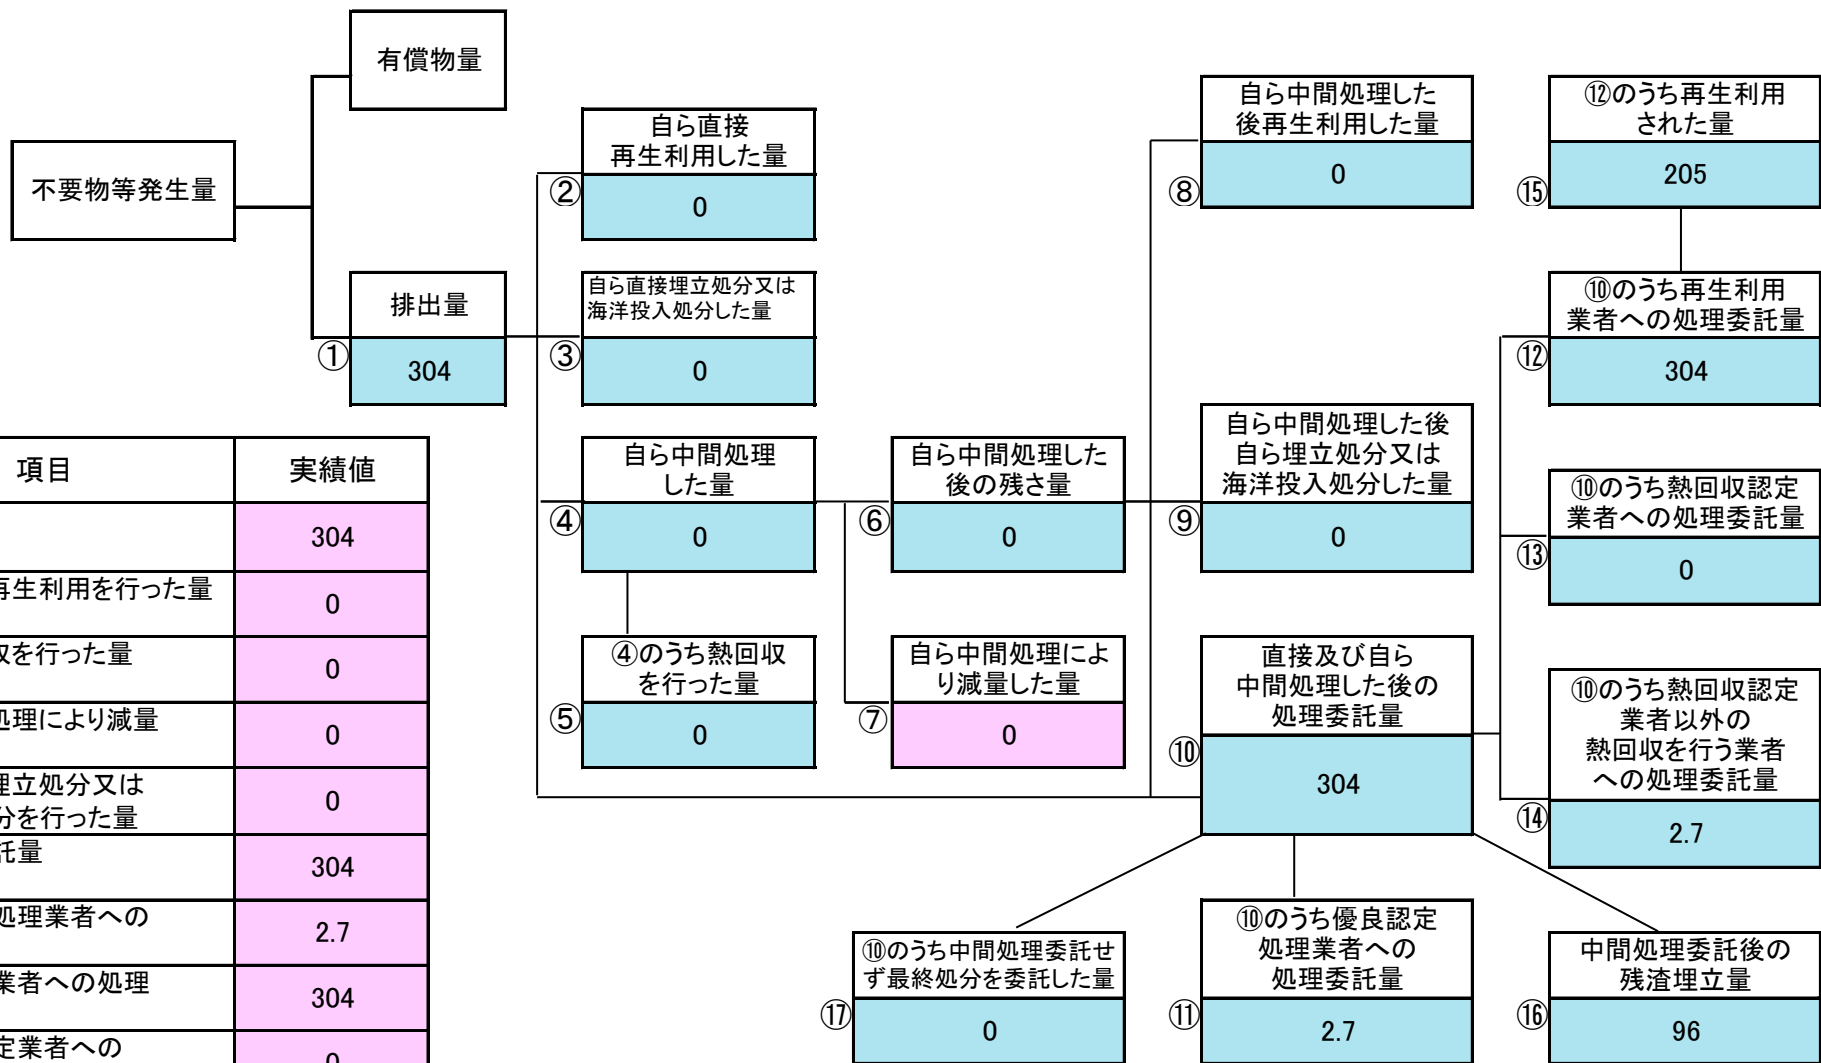 有償物量
不要物等発生量
排出量
①
304
自ら直接
再生利用した量
②
0
自ら直接埋立処分又は
海洋投入処分した量
③
0
自ら中間処理
した量
④
0
④のうち熱回収
を行った量
⑤
0
自ら中間処理した
後の残さ量
⑥
0
自ら中間処理によ
り減量した量
⑦
0
自ら中間処理した
後再生利用した量
⑧
0
自ら中間処理した後
自ら埋立処分又は
海洋投入処分した量
⑨
0
直接及び自ら
中間処理した後の
処理委託量
⑩
304
⑫のうち再生利用
された量
⑮
205
⑩のうち再生利用
業者への処理委託量
⑫
304
⑩のうち熱回収認定
業者への処理委託量
⑬
0
⑩のうち熱回収認定
業者以外の
熱回収を行う業者
への処理委託量
⑭
2.7
⑩のうち中間処理委託せ
ず最終処分を委託した量
⑰
0
⑩のうち優良認定
処理業者への
処理委託量
⑪
2.7
中間処理委託後の
残渣埋立量
⑯
96
項目 実績値
304
再生利用を行った量 0
を行った量 0
処理により減量 0
埋立処分又は
分を行った量 0
託量 304
処理業者への 2.7
業者への処理 304
定業者への 0